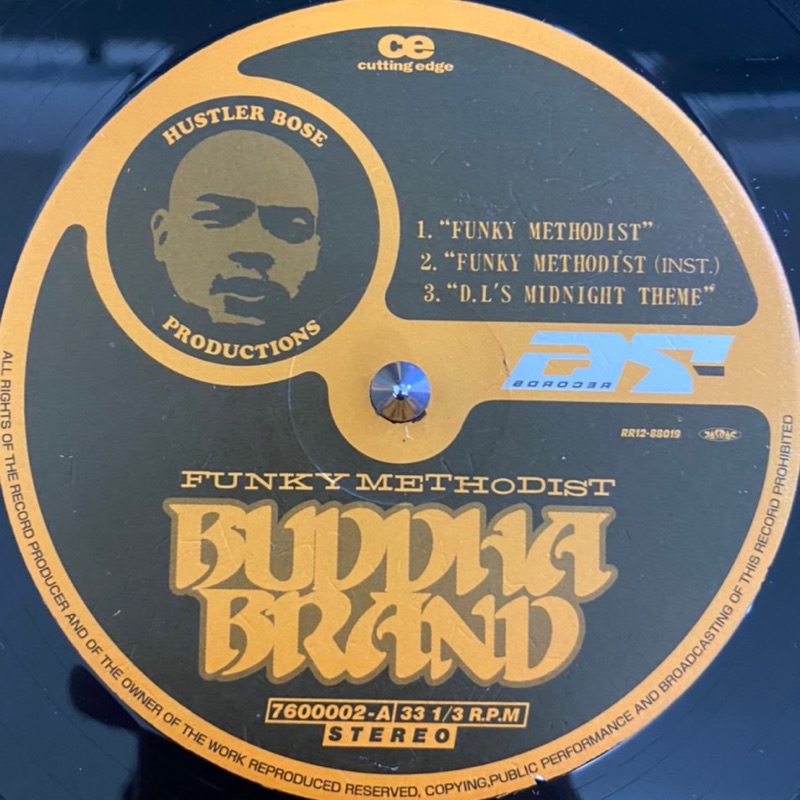 ce
cutting edge
HUSTLER BOSE
PRODUCTIONS
1. "FUNKY METHODIST"
2. "FUNKY METHODIST (INST.)
3. "D.L'S MIDNIGHT THEME"
RECORDS
RR12-88019
JASRAC
FUNKY METHODIST
BUDDHA
BRAND
7600002-A 33 1/3 R.P.M
STEREO
ALL RIGHTS OF THE RECORD PRODUCER AND OF THE OWNER OF THE WORK REPRODUCED RESERVED, COPYING,PUBLIC PERFORMANCE AND BROADCASTING OF THIS RECORD PROHIBITED